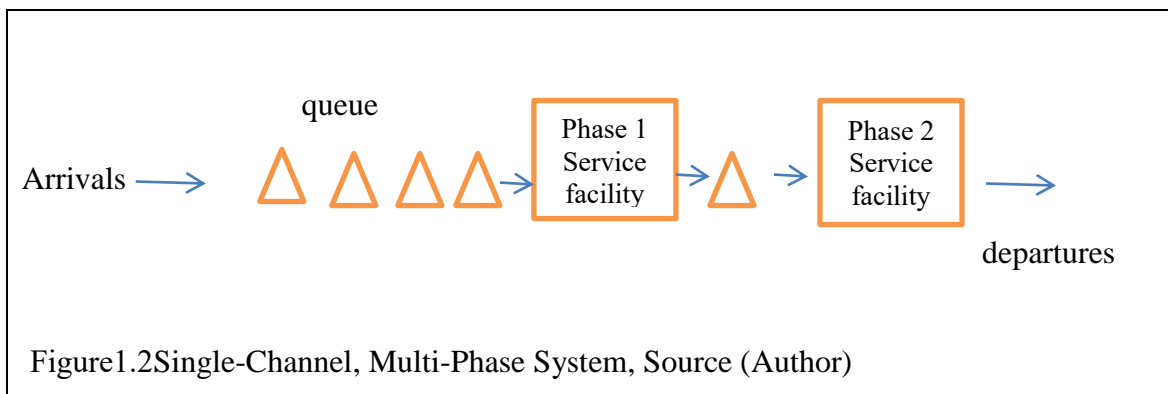 queue
Arrivals
Phase 1
Service
facility
Phase 2
Service
facility
departures
Figure1.2Single-Channel, Multi-Phase System, Source (Author)